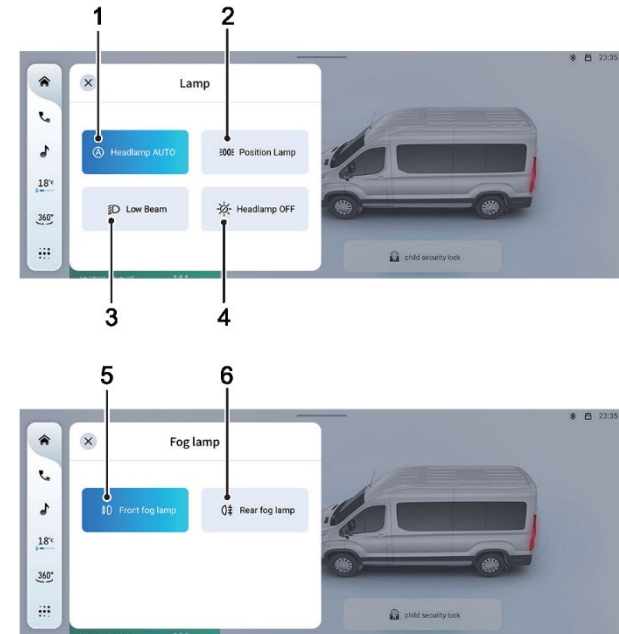 1 2
23:35
Lamp
A Headlamp AUTO Position Lamp
18°c
Low Beam Headlamp OFF
360°
child security lock
3 4
5 6
23:35
Fog lamp
Front fog lamp Rear fog lamp
18°c
360°
child security lock